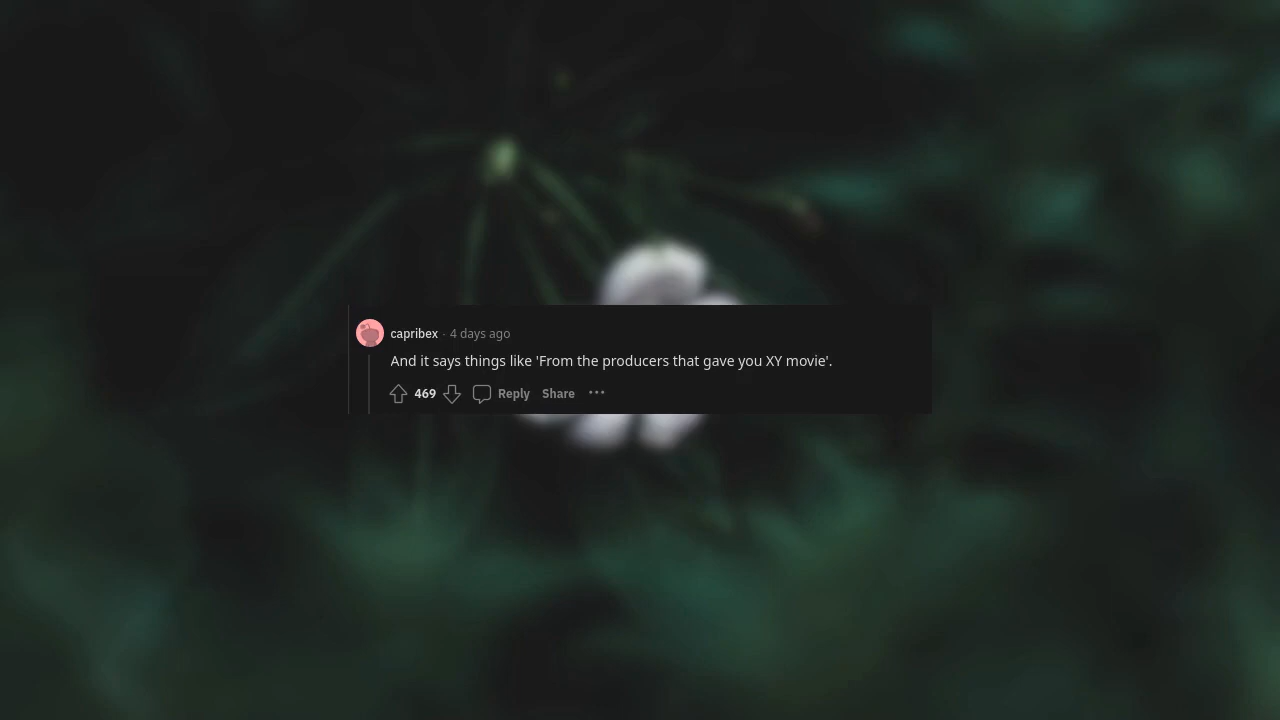 capribex · 4 days ago
And it says things like 'From the producers that gave you XY movie'.
469 Reply Share ···